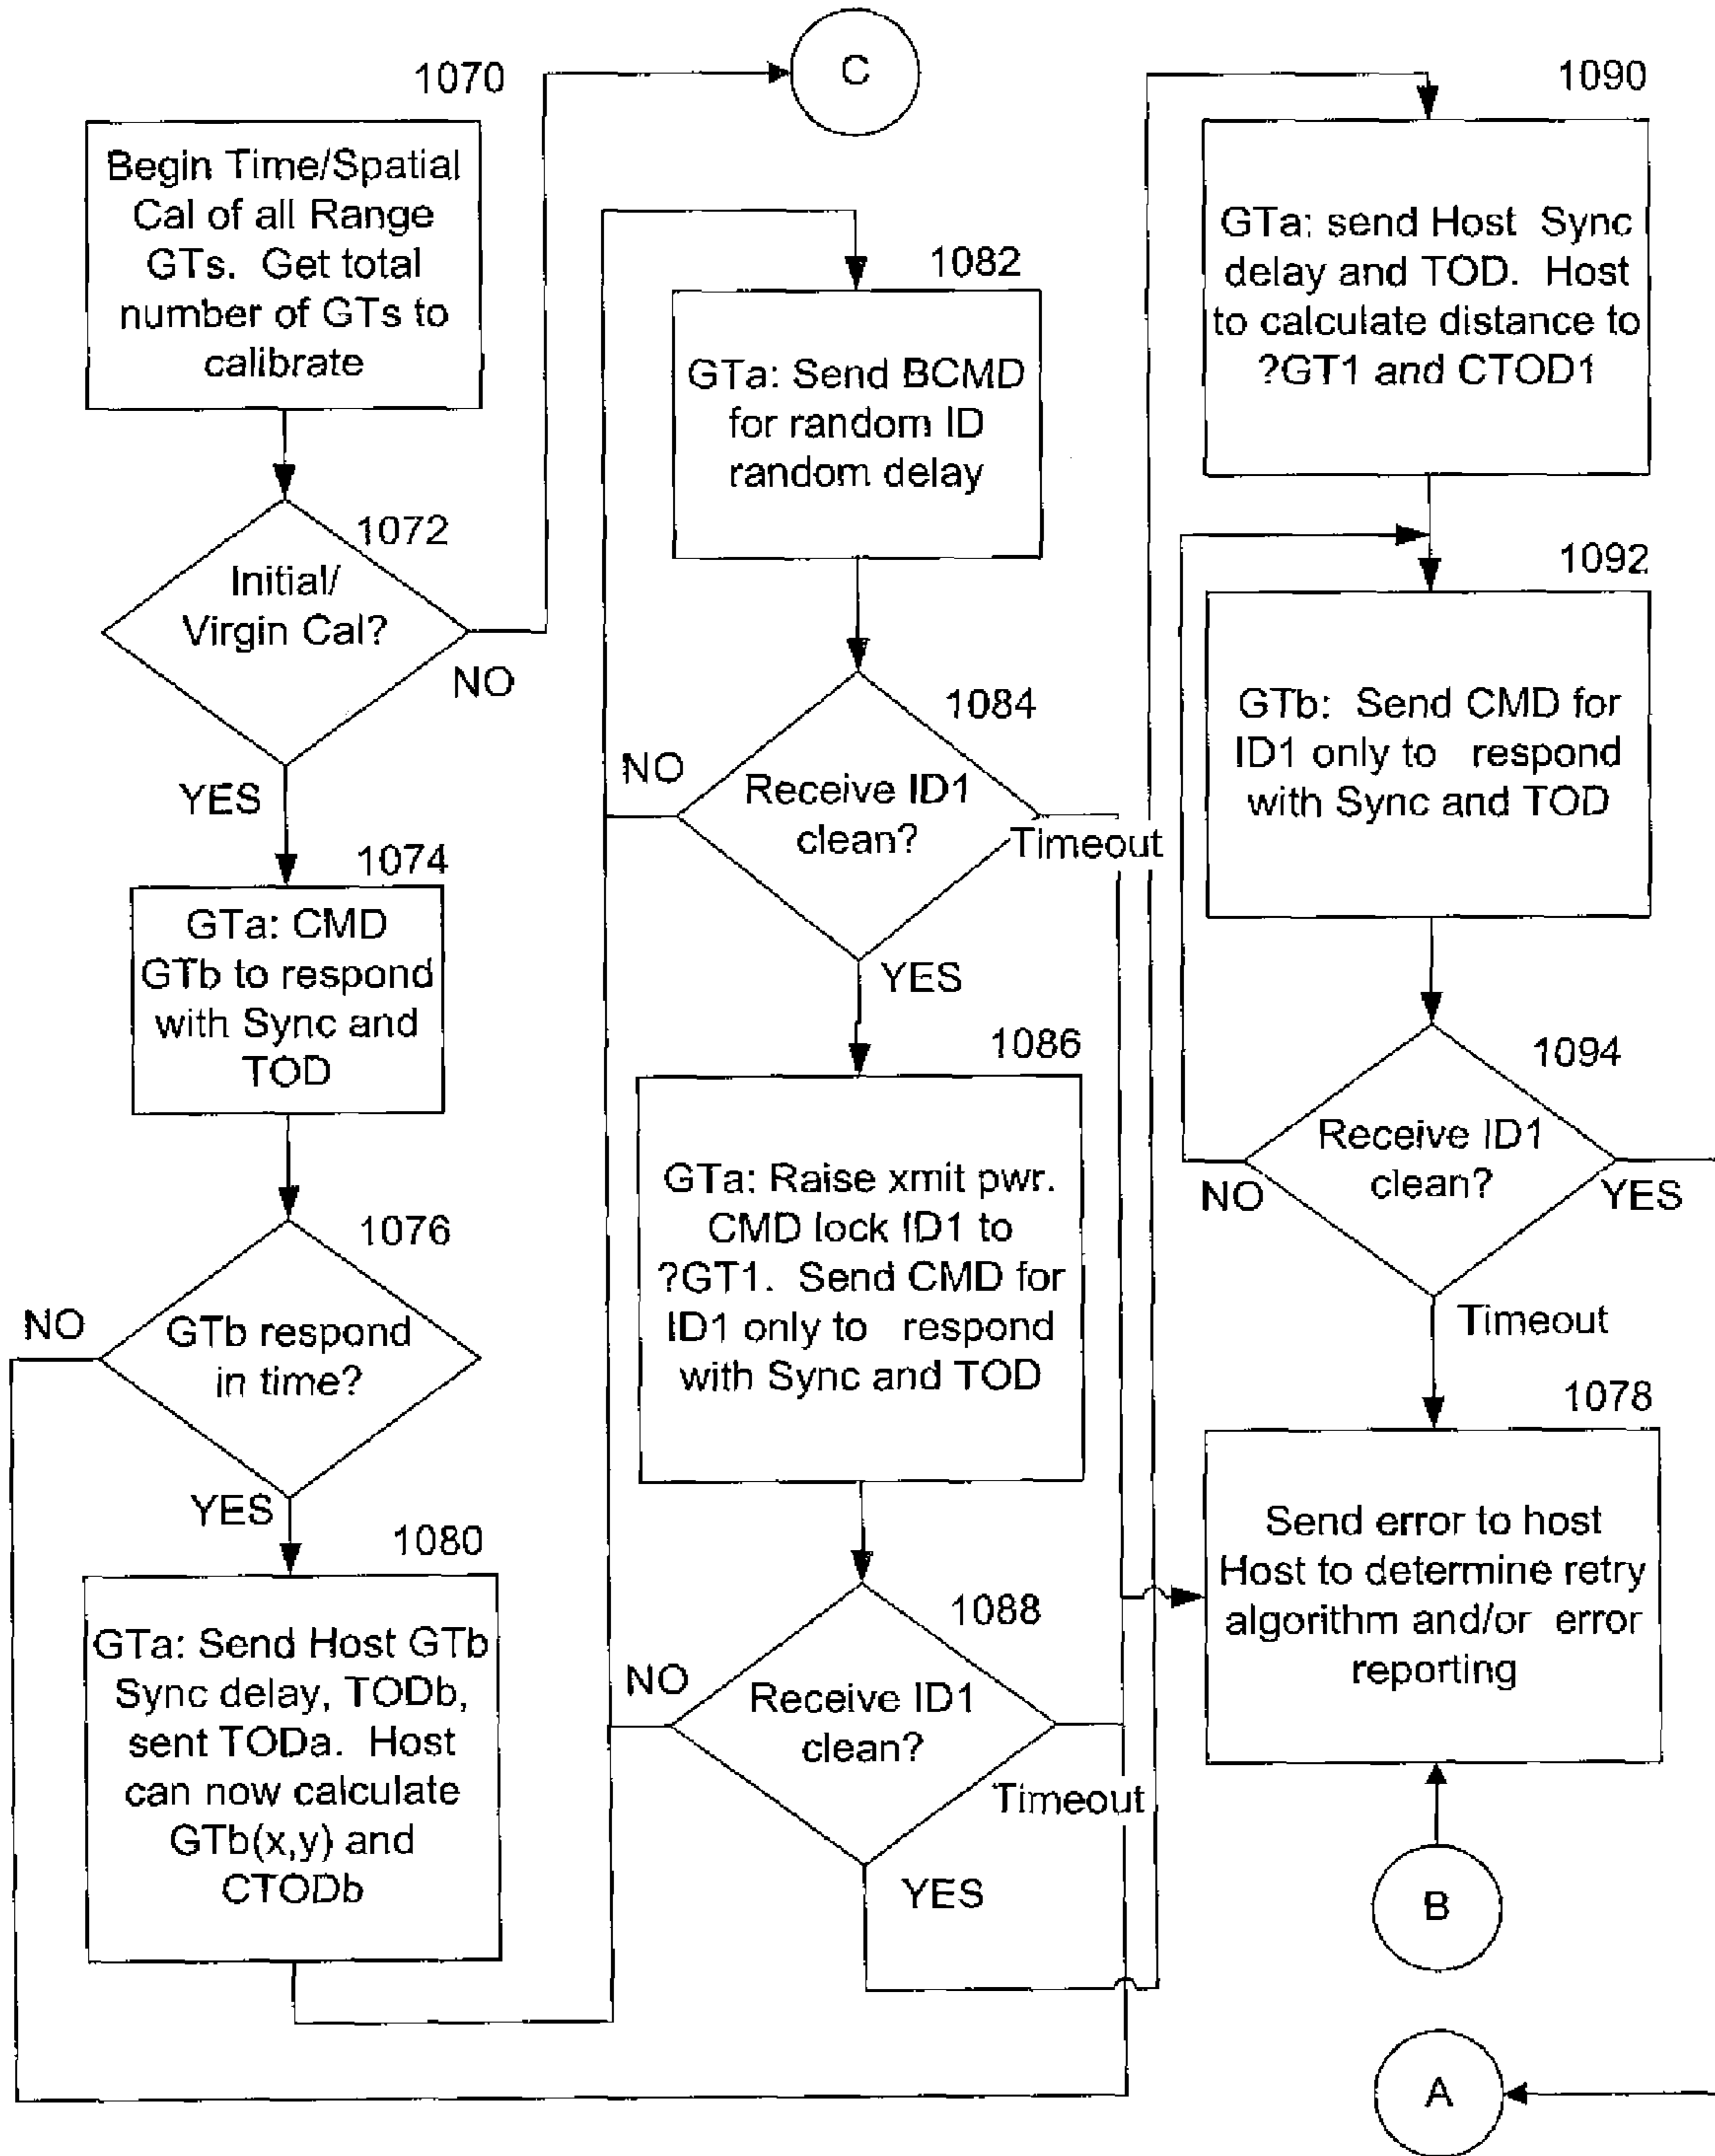 1070
Begin Time/Spatial
Cal of all Range
GTs. Get total
number of GTs to
calibrate
1072
Initial/
Virgin Cal?
NO
YES
1074
GTa: CMD
GTb to respond
with Sync and
TOD
1076
NO
GTb respond
in time?
YES
1080
GTa: Send Host GTb
Sync delay, TODb,
sent TODa. Host
can now calculate
GTb(x,y) and
CTODb
C
1082
GTa: Send BCMD
for random ID
random delay
1084
NO
Receive ID1
clean?
Timeout
YES
1086
GTa: Raise xmit pwr.
CMD lock ID1 to
?GT1. Send CMD for
ID1 only to respond
with Sync and TOD
1088
NO
Receive ID1
clean?
Timeout
YES
1090
GTa: send Host Sync
delay and TOD. Host
to calculate distance to
?GT1 and CTOD1
1092
GTb: Send CMD for
ID1 only to respond
with Sync and TOD
1094
Receive ID1
clean?
NO
YES
Timeout
1078
Send error to host
Host to determine retry
algorithm and/or error
reporting
B
A